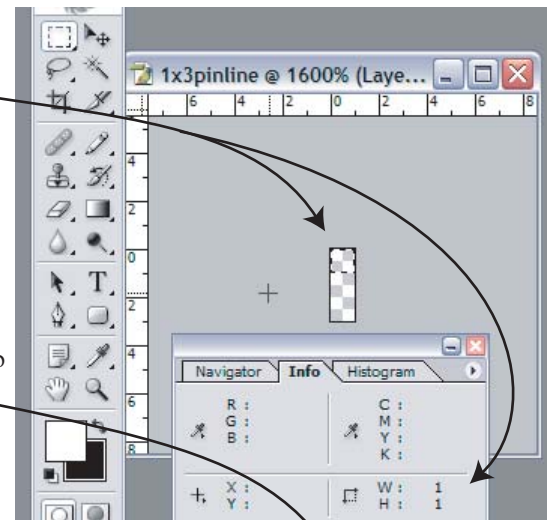 1x3pinline @ 1600% (Laye...
6 4 2 0 2 4 6 8
4
2
0
2
4
6
8
T
Navigator Info Histogram
R :
G :
B :
C :
M :
Y :
K :
X :
Y :
W : 1
H : 1